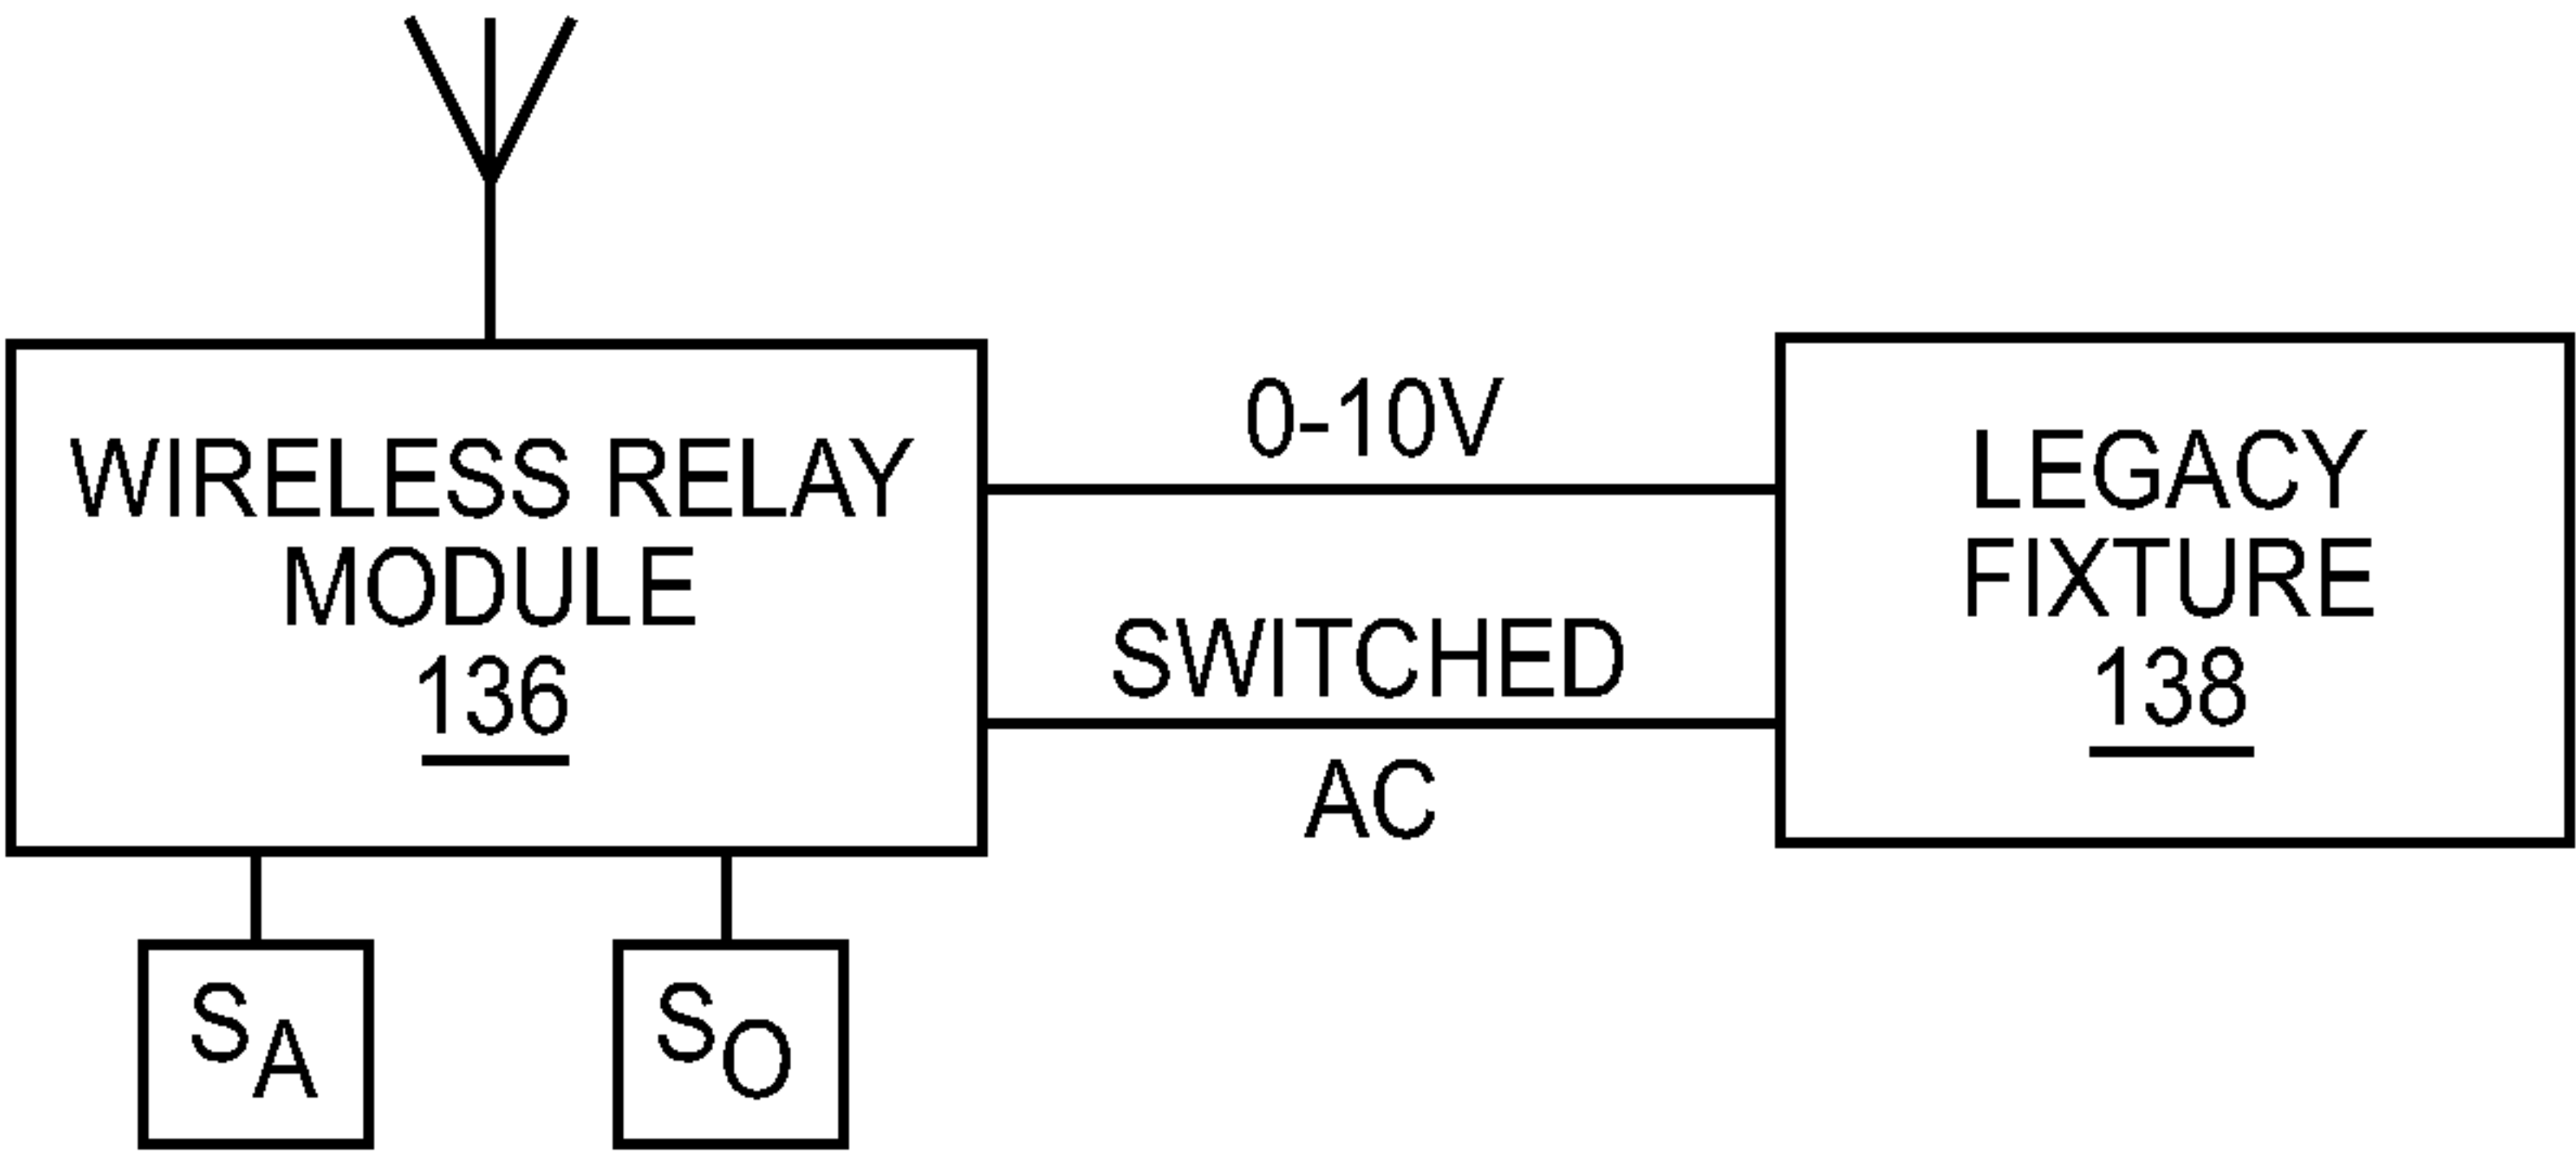 WIRELESS RELAY
MODULE
136
0-10V
SWITCHED
AC
LEGACY
FIXTURE
138
SA
SO